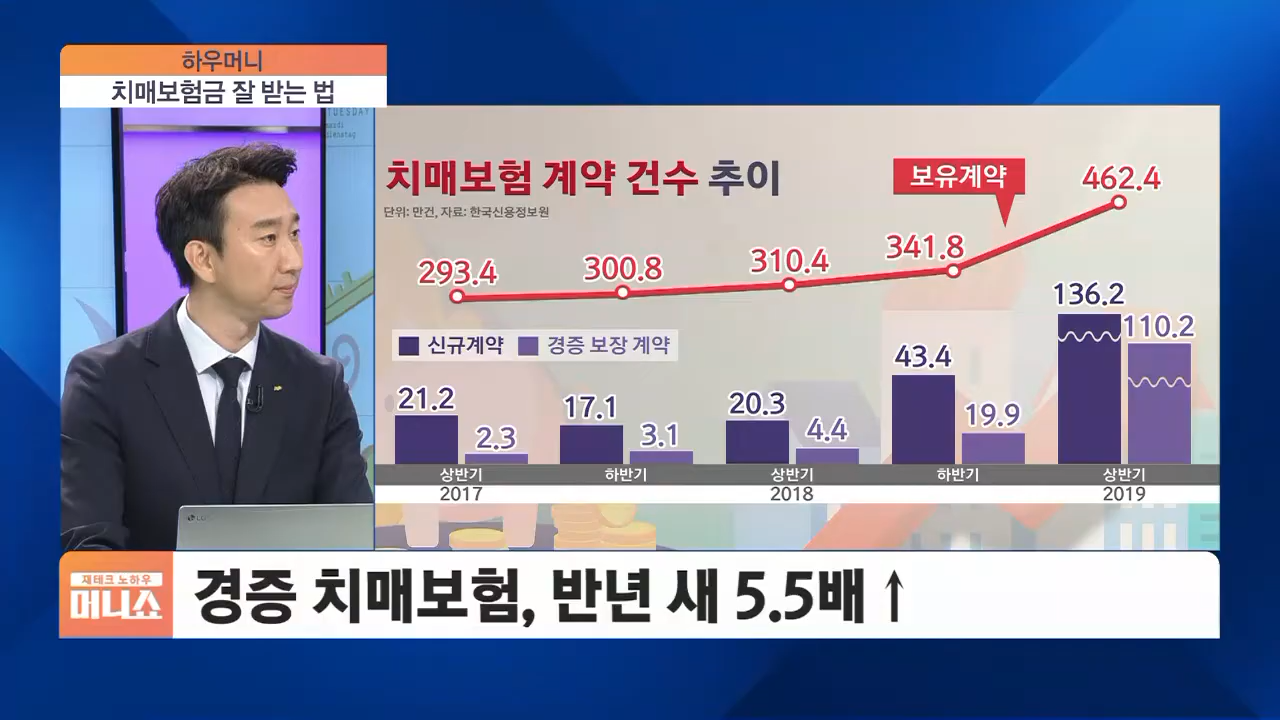 하우머니
치매보험금 잘 받는 법
TUESDAY
치매보험 계약 건수 추이
단위: 만건, 자료: 한국신용정보원
보유계약
293.4
300.8
310.4
341.8
462.4
신규계약
경증 보장 계약
21.2
2.3
17.1
3.1
20.3
4.4
43.4
19.9
136.2
110.2
상반기
하반기
상반기
하반기
상반기
2017
2018
2019
LG
재테크 노하우
머니쇼
경증 치매보험, 반년 새 5.5배 ↑